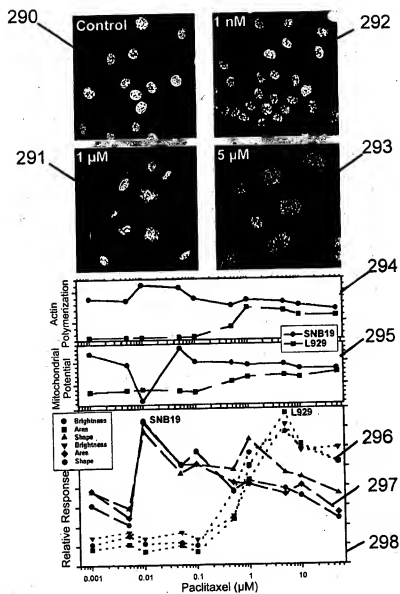 290
Control
1 nM
292
291
1 µM
5 µM
293
294
Actin
Polymerization
SNB19
L929
295
Mitochondrial
Potential
Brightness
Area
Shape
Brightness
Area
Shape
SNB19
L929
296
297
298
Relative Response
0.001
0.01
0.1
1
10
Paclitaxel (µM)